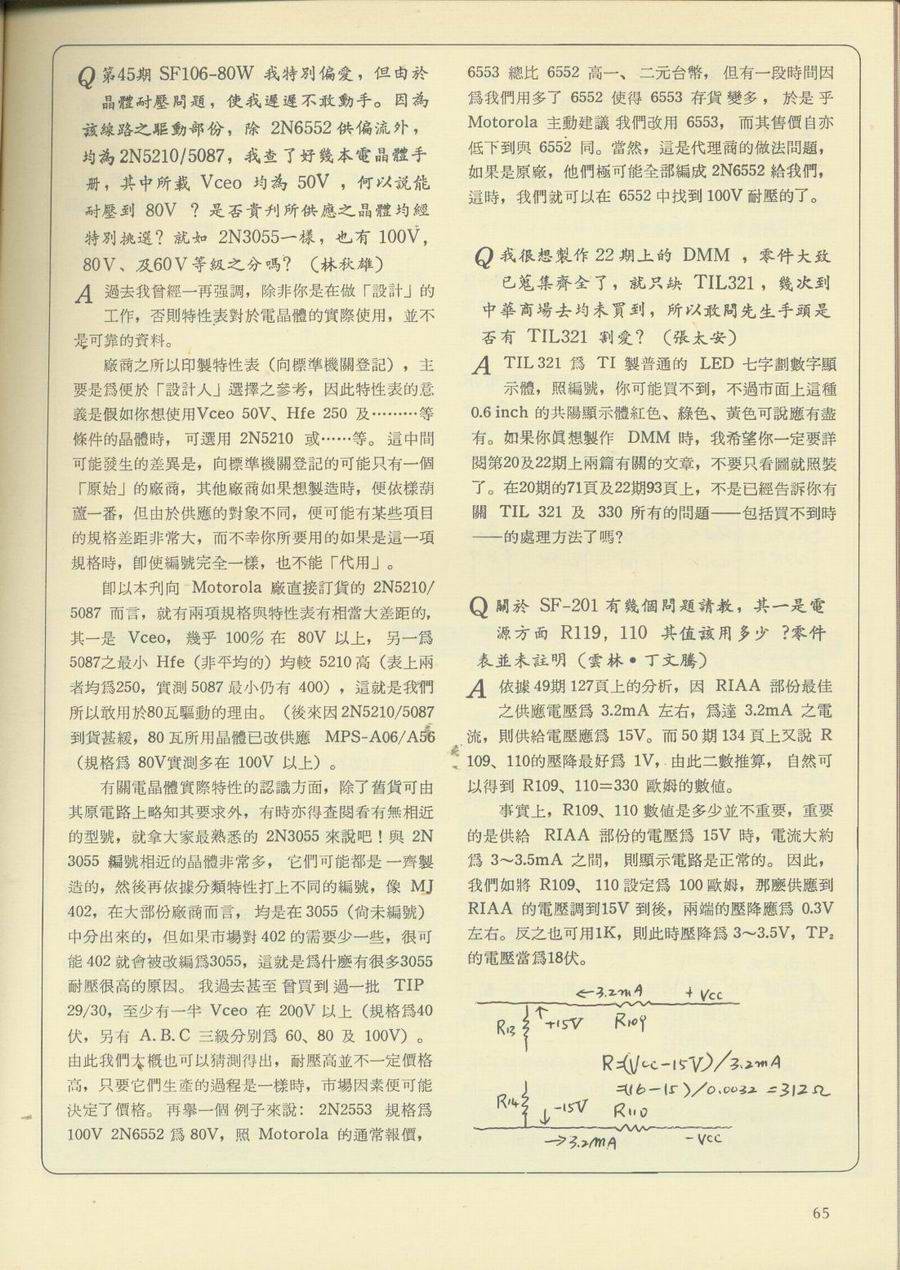 Q 第45期 SF106-80W 我特別偏愛，但由於
晶體耐壓問題，使我遲遲不敢動手。因為
該線路之驅動部份，除 2N6552 供偏流外，
均為 2N5210/5087，我查了好幾本電晶體手
冊，其中所載 Vceo 均為 50V ，何以說能
耐壓到 80V ？是否貴刋所供應之晶體均經
特別挑選？就如 2N3055一樣，也有 100V，
80V、及60V等級之分嗎？（林秋雄）
A 過去我曾經一再强調，除非你是在做「設計」的
工作，否則特性表對於電晶體的實際使用，並不
是可靠的資料。
廠商之所以印製特性表（向標準機關登記），主
要是爲便於「設計人」選擇之參考，因此特性表的意
義是假如你想使用Vceo 50V、Hfe 250 及………等
條件的晶體時，可選用 2N5210 或……等。這中間
可能發生的差異是，向標準機關登記的可能只有一個
「原始」的廠商，其他廠商如果想製造時，便依樣葫
蘆一番，但由於供應的對象不同，便可能有某些項目
的規格差距非常大，而不幸你所要用的如果是這一項
規格時，卽使編號完全一樣，也不能「代用」。
卽以本刋向 Motorola 廠直接訂貨的 2N5210/
5087 而言，就有兩項規格與特性表有相當大差距的，
其一是 Vceo，幾乎 100% 在 80V 以上，另一爲
5087之最小 Hfe（非平均的）均較 5210 高（表上兩
者均爲250，實測 5087 最小仍有 400），這就是我們
所以敢用於80瓦驅動的理由。（後來因 2N5210/5087
到貨甚緩，80 瓦所用晶體已改供應 MPS-A06/A56
（規格爲 80V實測多在 100V 以上）。
有關電晶體實際特性的認識方面，除了舊貨可由
其原電路上略知其要求外，有時亦得查閱看有無相近
的型號，就拿大家最熟悉的 2N3055 來說吧！與 2N
3055 編號相近的晶體非常多，它們可能都是一齊製
造的，然後再依據分類特性打上不同的編號，像 MJ
402，在大部份廠商而言，均是在 3055（尙未編號）
中分出來的，但如果市場對 402 的需要少一些，很可
能 402 就會被改編爲3055，這就是爲什麽有很多3055
耐壓很高的原因。我過去甚至曾買到過一批 TIP
29/30，至少有一半 Vceo 在 200V 以上（規格爲40
伏，另有 A.B.C 三級分別爲 60、80 及 100V）。
由此我們大概也可以猜測得出，耐壓高並不一定價格
高，只要它們生產的過程是一樣時，市場因素便可能
決定了價格。再舉一個例子來說：2N2553 規格爲
100V 2N6552 爲 80V，照 Motorola 的通常報價，
6553 總比 6552 高一、二元台幣，但有一段時間因
爲我們用多了 6552 使得 6553 存貨變多，於是乎
Motorola 主動建議我們改用 6553，而其售價自亦
低下到與 6552 同。當然，這是代理商的做法問題，
如果是原廠，他們極可能全部編成 2N6552 給我們，
這時，我們就可以在 6552 中找到 100V 耐壓的了。
Q 我很想製作 22 期上的 DMM ，零件大致
已蒐集齊全了，就只缺 TIL321，幾次到
中華商場去均未買到，所以敢問先生手頭是
否有 TIL321 割愛？（張太安）
A TIL 321 爲 TI 製普通的 LED 七字劃數字顯
示體，照編號，你可能買不到，不過市面上這種
0.6 inch 的共陽顯示體紅色、綠色、黃色可說應有盡
有。如果你眞想製作 DMM 時，我希望你一定要詳
閱第20及22期上兩篇有關的文章，不要只看圖就照裝
了。在20期的71頁及22期93頁上，不是已經告訴你有
關 TIL 321 及 330 所有的問題——包括買不到時
——的處理方法了嗎？
Q 關於 SF-201 有幾個問題請教，其一是電
源方面 R119, 110 其值該用多少？零件
表並未註明（雲林•丁文騰）
A 依據 49期 127頁上的分析，因 RIAA 部份最佳
之供應電壓爲 3.2mA 左右，爲達 3.2mA 之電
流，則供給電壓應爲 15V。而 50 期 134 頁上又說 R
109、110的壓降最好爲 1V，由此二數推算，自然可
以得到 R109、110=330 歐姆的數値。
事實上，R109、110 數値是多少並不重要，重要
的是供給 RIAA 部份的電壓爲 15V 時，電流大約
爲 3～3.5mA 之間，則顯示電路是正常的。因此，
我們如將 R109、110 設定爲 100 歐姆，那麽供應到
RIAA 的電壓調到15V 到後，兩端的壓降應爲 0.3V
左右。反之也可用1K，則此時壓降爲 3～3.5V，TP₂
的電壓當爲18伏。
←3.2mA +Vcc
R13 +15V R109
R=(Vcc-15V)/3.2mA
=(16-15)/0.0032=312Ω
R14 -15V R110
→3.2mA -Vcc
65